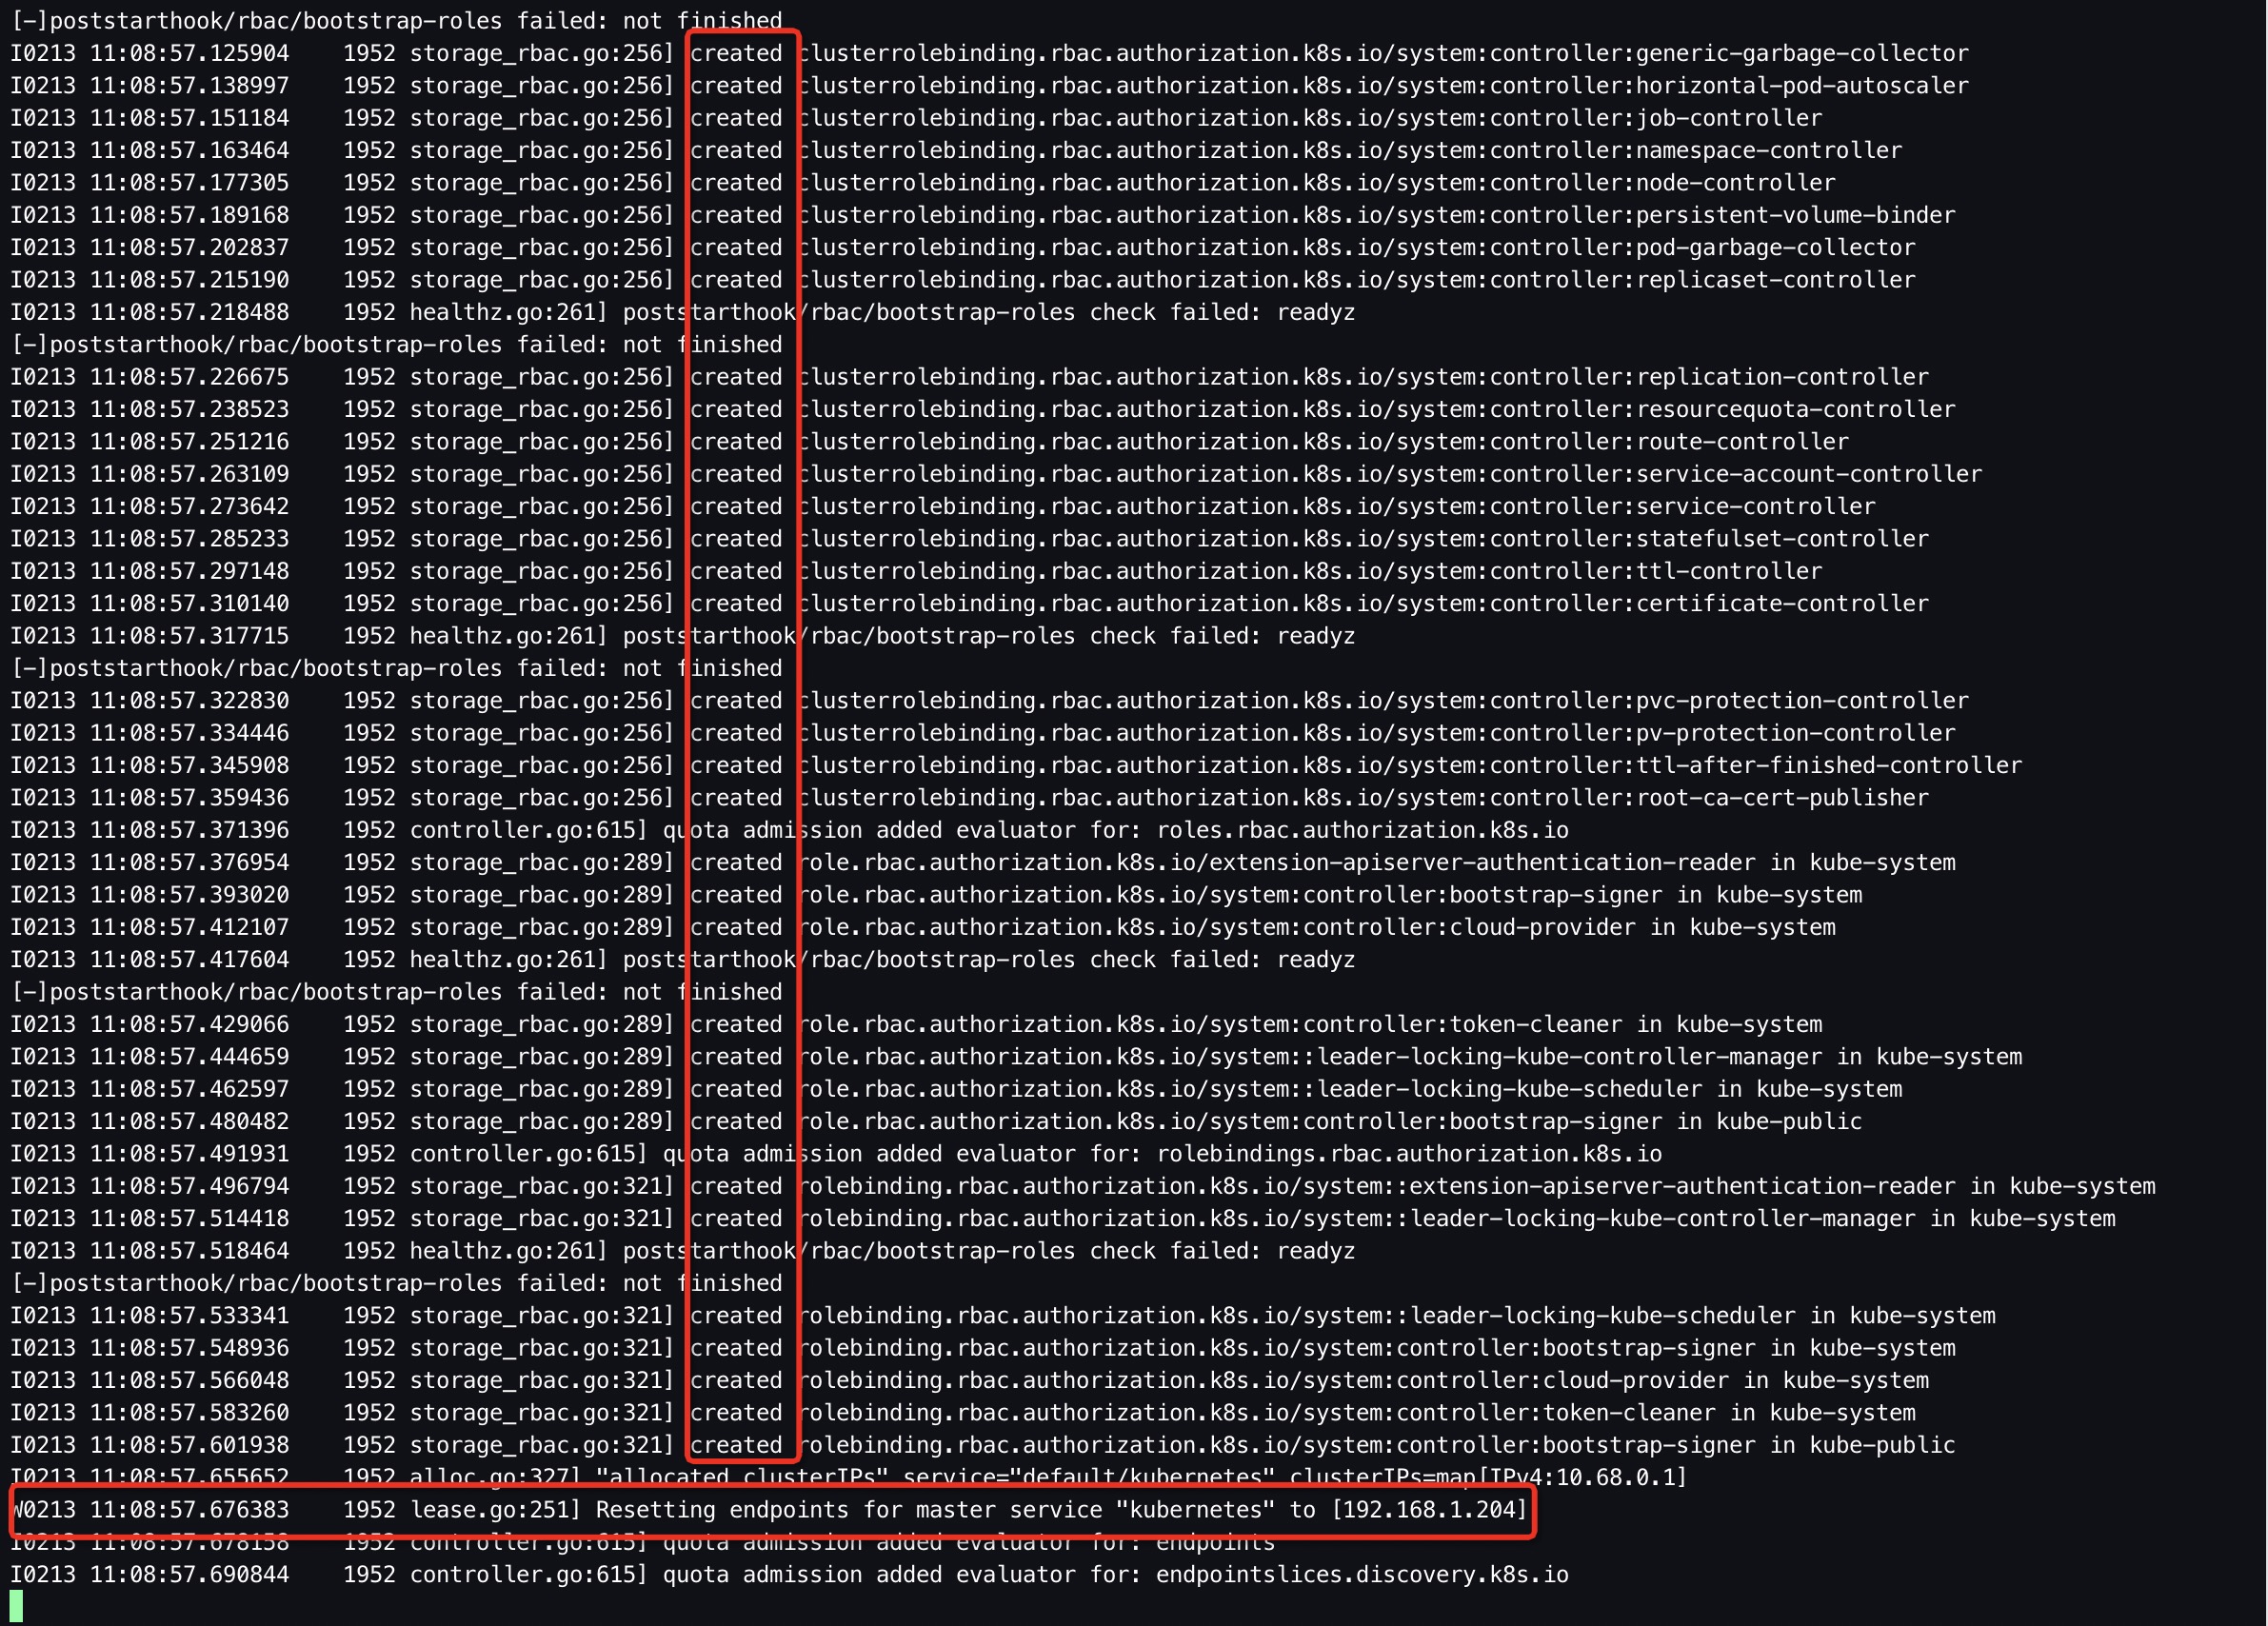 [-]poststarthook/rbac/bootstrap-roles failed: not finished
I0213 11:08:57.125904    1952 storage_rbac.go:256] created clusterrolebinding.rbac.authorization.k8s.io/system:controller:generic-garbage-collector
I0213 11:08:57.138997    1952 storage_rbac.go:256] created clusterrolebinding.rbac.authorization.k8s.io/system:controller:horizontal-pod-autoscaler
I0213 11:08:57.151184    1952 storage_rbac.go:256] created clusterrolebinding.rbac.authorization.k8s.io/system:controller:job-controller
I0213 11:08:57.163464    1952 storage_rbac.go:256] created clusterrolebinding.rbac.authorization.k8s.io/system:controller:namespace-controller
I0213 11:08:57.177305    1952 storage_rbac.go:256] created clusterrolebinding.rbac.authorization.k8s.io/system:controller:node-controller
I0213 11:08:57.189168    1952 storage_rbac.go:256] created clusterrolebinding.rbac.authorization.k8s.io/system:controller:persistent-volume-binder
I0213 11:08:57.202837    1952 storage_rbac.go:256] created clusterrolebinding.rbac.authorization.k8s.io/system:controller:pod-garbage-collector
I0213 11:08:57.215190    1952 storage_rbac.go:256] created clusterrolebinding.rbac.authorization.k8s.io/system:controller:replicaset-controller
I0213 11:08:57.218488    1952 healthz.go:261] poststarthook/rbac/bootstrap-roles check failed: readyz
[-]poststarthook/rbac/bootstrap-roles failed: not finished
I0213 11:08:57.226675    1952 storage_rbac.go:256] created clusterrolebinding.rbac.authorization.k8s.io/system:controller:replication-controller
I0213 11:08:57.238523    1952 storage_rbac.go:256] created clusterrolebinding.rbac.authorization.k8s.io/system:controller:resourcequota-controller
I0213 11:08:57.251216    1952 storage_rbac.go:256] created clusterrolebinding.rbac.authorization.k8s.io/system:controller:route-controller
I0213 11:08:57.263109    1952 storage_rbac.go:256] created clusterrolebinding.rbac.authorization.k8s.io/system:controller:service-account-controller
I0213 11:08:57.273642    1952 storage_rbac.go:256] created clusterrolebinding.rbac.authorization.k8s.io/system:controller:service-controller
I0213 11:08:57.285233    1952 storage_rbac.go:256] created clusterrolebinding.rbac.authorization.k8s.io/system:controller:statefulset-controller
I0213 11:08:57.297148    1952 storage_rbac.go:256] created clusterrolebinding.rbac.authorization.k8s.io/system:controller:ttl-controller
I0213 11:08:57.310140    1952 storage_rbac.go:256] created clusterrolebinding.rbac.authorization.k8s.io/system:controller:certificate-controller
I0213 11:08:57.317715    1952 healthz.go:261] poststarthook/rbac/bootstrap-roles check failed: readyz
[-]poststarthook/rbac/bootstrap-roles failed: not finished
I0213 11:08:57.322830    1952 storage_rbac.go:256] created clusterrolebinding.rbac.authorization.k8s.io/system:controller:pvc-protection-controller
I0213 11:08:57.334446    1952 storage_rbac.go:256] created clusterrolebinding.rbac.authorization.k8s.io/system:controller:pv-protection-controller
I0213 11:08:57.345908    1952 storage_rbac.go:256] created clusterrolebinding.rbac.authorization.k8s.io/system:controller:ttl-after-finished-controller
I0213 11:08:57.359436    1952 storage_rbac.go:256] created clusterrolebinding.rbac.authorization.k8s.io/system:controller:root-ca-cert-publisher
I0213 11:08:57.371396    1952 controller.go:615] quota admission added evaluator for: roles.rbac.authorization.k8s.io
I0213 11:08:57.376954    1952 storage_rbac.go:289] created role.rbac.authorization.k8s.io/extension-apiserver-authentication-reader in kube-system
I0213 11:08:57.393020    1952 storage_rbac.go:289] created role.rbac.authorization.k8s.io/system:controller:bootstrap-signer in kube-system
I0213 11:08:57.412107    1952 storage_rbac.go:289] created role.rbac.authorization.k8s.io/system:controller:cloud-provider in kube-system
I0213 11:08:57.417604    1952 healthz.go:261] poststarthook/rbac/bootstrap-roles check failed: readyz
[-]poststarthook/rbac/bootstrap-roles failed: not finished
I0213 11:08:57.429066    1952 storage_rbac.go:289] created role.rbac.authorization.k8s.io/system:controller:token-cleaner in kube-system
I0213 11:08:57.444659    1952 storage_rbac.go:289] created role.rbac.authorization.k8s.io/system::leader-locking-kube-controller-manager in kube-system
I0213 11:08:57.462597    1952 storage_rbac.go:289] created role.rbac.authorization.k8s.io/system::leader-locking-kube-scheduler in kube-system
I0213 11:08:57.480482    1952 storage_rbac.go:289] created role.rbac.authorization.k8s.io/system:controller:bootstrap-signer in kube-public
I0213 11:08:57.491931    1952 controller.go:615] quota admission added evaluator for: rolebindings.rbac.authorization.k8s.io
I0213 11:08:57.496794    1952 storage_rbac.go:321] created rolebinding.rbac.authorization.k8s.io/system::extension-apiserver-authentication-reader in kube-system
I0213 11:08:57.514418    1952 storage_rbac.go:321] created rolebinding.rbac.authorization.k8s.io/system::leader-locking-kube-controller-manager in kube-system
I0213 11:08:57.518464    1952 healthz.go:261] poststarthook/rbac/bootstrap-roles check failed: readyz
[-]poststarthook/rbac/bootstrap-roles failed: not finished
I0213 11:08:57.533341    1952 storage_rbac.go:321] created rolebinding.rbac.authorization.k8s.io/system::leader-locking-kube-scheduler in kube-system
I0213 11:08:57.548936    1952 storage_rbac.go:321] created rolebinding.rbac.authorization.k8s.io/system:controller:bootstrap-signer in kube-system
I0213 11:08:57.566048    1952 storage_rbac.go:321] created rolebinding.rbac.authorization.k8s.io/system:controller:cloud-provider in kube-system
I0213 11:08:57.583260    1952 storage_rbac.go:321] created rolebinding.rbac.authorization.k8s.io/system:controller:token-cleaner in kube-system
I0213 11:08:57.601938    1952 storage_rbac.go:321] created rolebinding.rbac.authorization.k8s.io/system:controller:bootstrap-signer in kube-public
I0213 11:08:57.655652    1952 alloc.go:327] "allocated clusterIPs" service="default/kubernetes" clusterIPs=map[IPv4:10.68.0.1]
W0213 11:08:57.676383    1952 lease.go:251] Resetting endpoints for master service "kubernetes" to [192.168.1.204]
I0213 11:08:57.678158    1952 controller.go:615] quota admission added evaluator for: endpoints
I0213 11:08:57.690844    1952 controller.go:615] quota admission added evaluator for: endpointslices.discovery.k8s.io